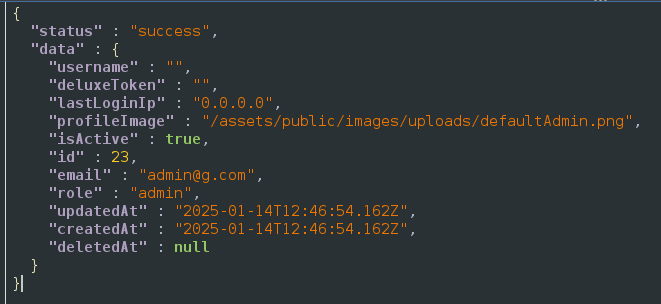 {
  "status" : "success",
  "data" : {
    "username" : "",
    "deluxeToken" : "",
    "lastLoginIp" : "0.0.0.0",
    "profileImage" : "/assets/public/images/uploads/defaultAdmin.png",
    "isActive" : true,
    "id" : 23,
    "email" : "admin@g.com",
    "role" : "admin",
    "updatedAt" : "2025-01-14T12:46:54.162Z",
    "createdAt" : "2025-01-14T12:46:54.162Z",
    "deletedAt" : null
  }
}